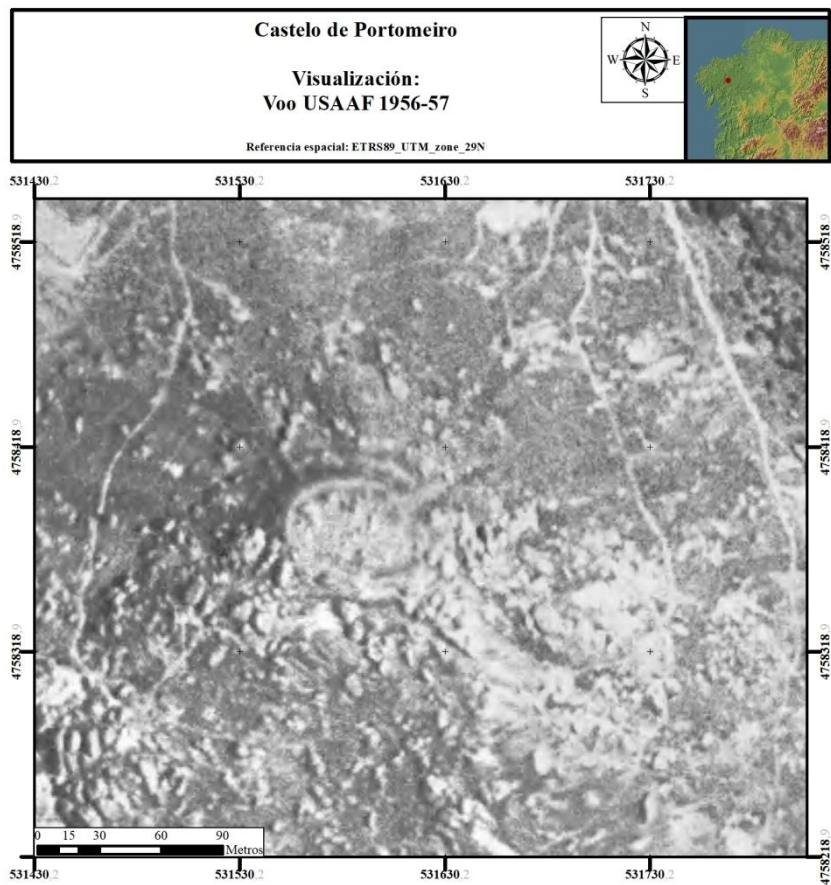 Castelo de Portomeiro
Visualización:
Voo USAAF 1956-57
Referencia espacial: ETRS89_UTM_zone_29N
N
W
E
S
531430,2
531530,2
531630,2
531730,2
4758518,9
4758518,9
4758418,9
4758418,9
4758318,9
4758318,9
0 15 30 60 90
Metros
4758218,9
531430,2
531530,2
531630,2
531730,2